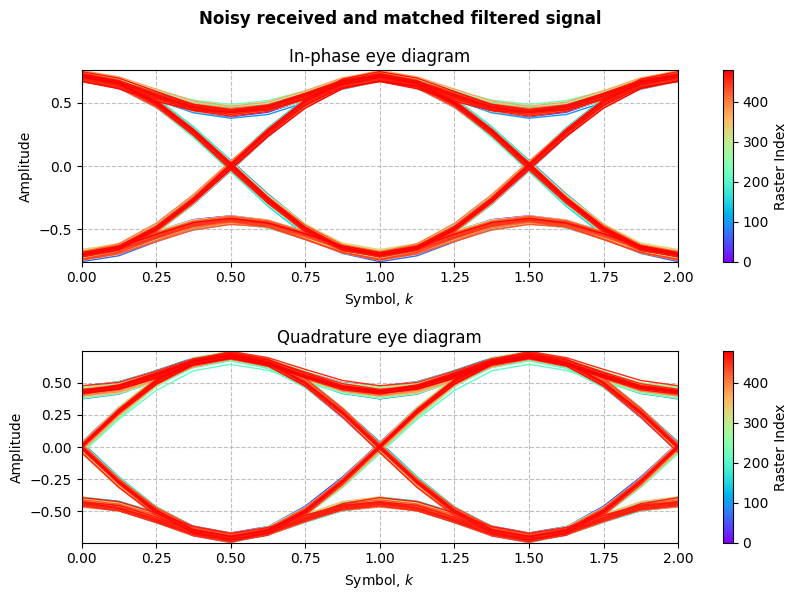 Noisy received and matched filtered signal
In-phase eye diagram
0.5
0.0
−0.5
Amplitude
0.00 0.25 0.50 0.75 1.00 1.25 1.50 1.75 2.00
Symbol, k
400
300
200
100
0
Raster Index
Quadrature eye diagram
0.50
0.25
0.00
−0.25
−0.50
Amplitude
0.00 0.25 0.50 0.75 1.00 1.25 1.50 1.75 2.00
Symbol, k
400
300
200
100
0
Raster Index